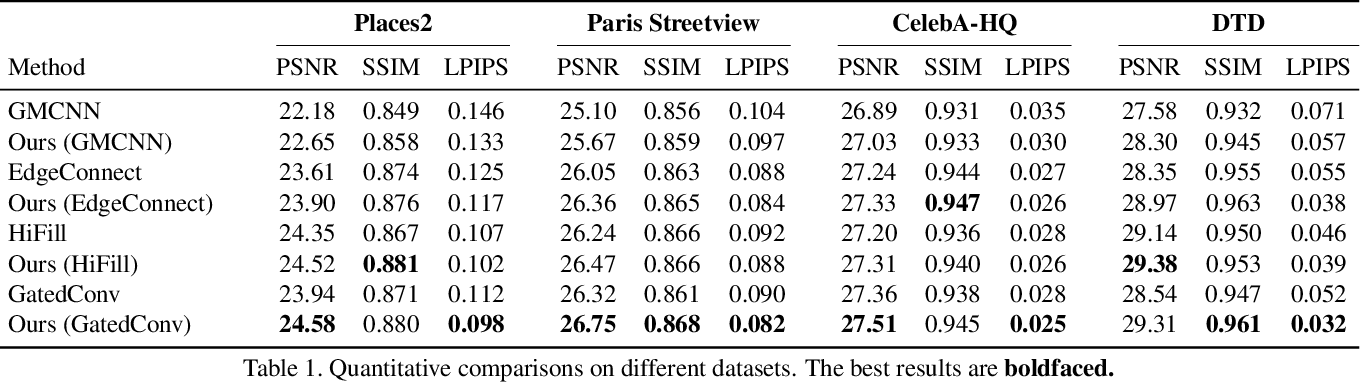 Places2 Paris Streetview CelebA-HQ DTD
Method PSNR SSIM LPIPS PSNR SSIM LPIPS PSNR SSIM LPIPS PSNR SSIM LPIPS
GMCNN 22.18 0.849 0.146 25.10 0.856 0.104 26.89 0.931 0.035 27.58 0.932 0.071
Ours (GMCNN) 22.65 0.858 0.133 25.67 0.859 0.097 27.03 0.933 0.030 28.30 0.945 0.057
EdgeConnect 23.61 0.874 0.125 26.05 0.863 0.088 27.24 0.944 0.027 28.35 0.955 0.055
Ours (EdgeConnect) 23.90 0.876 0.117 26.36 0.865 0.084 27.33 0.947 0.026 28.97 0.963 0.038
HiFill 24.35 0.867 0.107 26.24 0.866 0.092 27.20 0.936 0.028 29.14 0.950 0.046
Ours (HiFill) 24.52 0.881 0.102 26.47 0.866 0.088 27.31 0.940 0.026 29.38 0.953 0.039
GatedConv 23.94 0.871 0.112 26.32 0.861 0.090 27.36 0.938 0.028 28.54 0.947 0.052
Ours (GatedConv) 24.58 0.880 0.098 26.75 0.868 0.082 27.51 0.945 0.025 29.31 0.961 0.032
Table 1. Quantitative comparisons on different datasets. The best results are boldfaced.